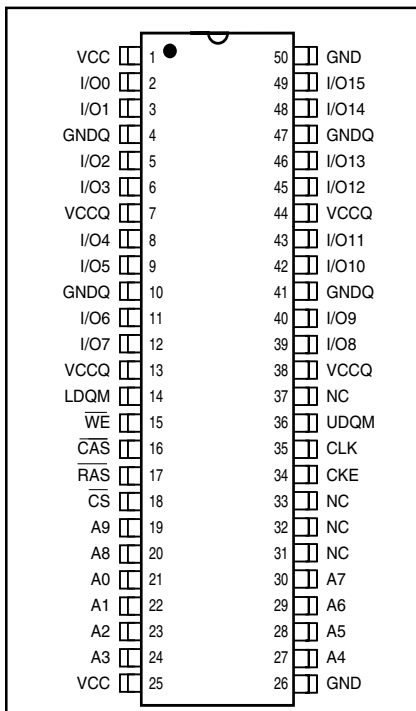 VCC 1 50 GND
I/O0 2 49 I/O15
I/O1 3 48 I/O14
GNDQ 4 47 GNDQ
I/O2 5 46 I/O13
I/O3 6 45 I/O12
VCCQ 7 44 VCCQ
I/O4 8 43 I/O11
I/O5 9 42 I/O10
GNDQ 10 41 GNDQ
I/O6 11 40 I/O9
I/O7 12 39 I/O8
VCCQ 13 38 VCCQ
LDQM 14 37 NC
W̅E̅ 15 36 UDQM
C̅A̅S̅ 16 35 CLK
R̅A̅S̅ 17 34 CKE
C̅S̅ 18 33 NC
A9 19 32 NC
A8 20 31 NC
A0 21 30 A7
A1 22 29 A6
A2 23 28 A5
A3 24 27 A4
VCC 25 26 GND